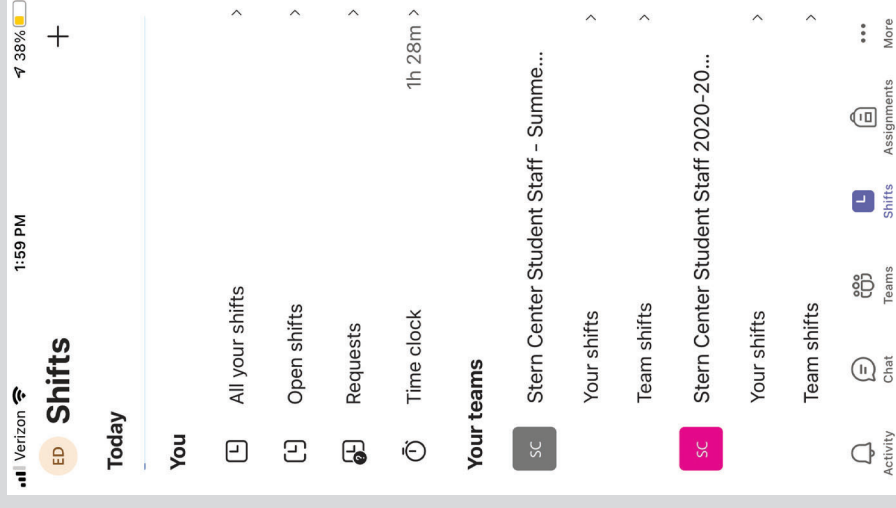 Verizon 1:59 PM 38%
ED Shifts +
Today
You
All your shifts
Open shifts
Requests
Time clock 1h 28m
Your teams
SC Stern Center Student Staff - Summe...
Your shifts
Team shifts
SC Stern Center Student Staff 2020-20...
Your shifts
Team shifts
Activity Chat Teams Shifts Assignments More